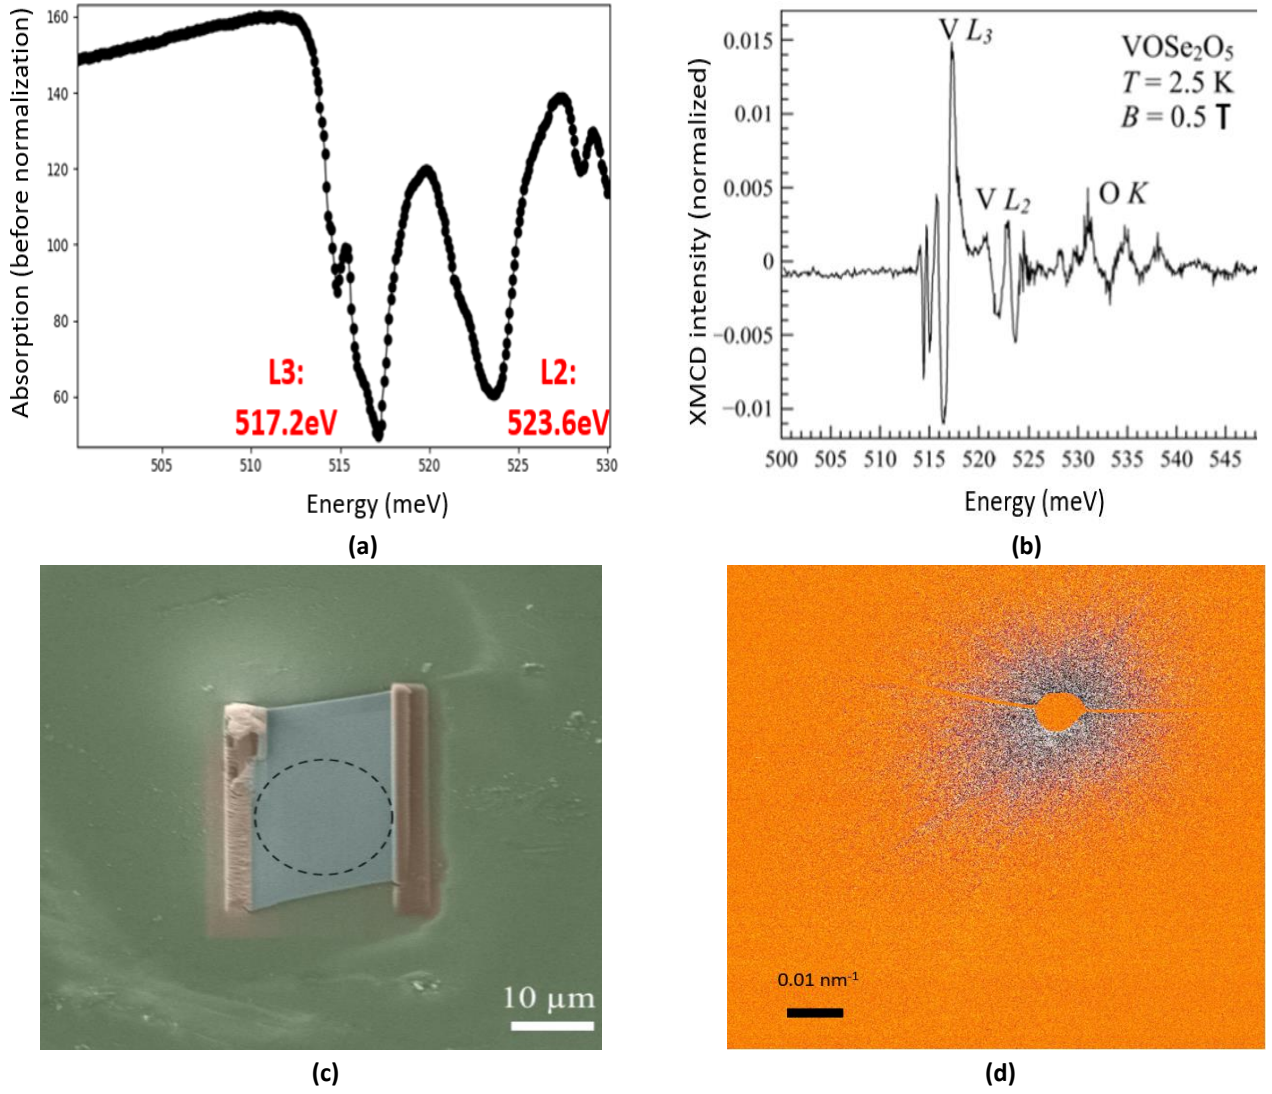 Absorption (before normalization)
160
140
120
100
80
60
L3:
517.2eV
L2:
523.6eV
505
510
515
520
525
530
Energy (meV)
(a)
XMCD intensity (normalized)
0.015
0.01
0.005
0
−0.005
−0.01
V L3
V L2
O K
VOSe2O5
T = 2.5 K
B = 0.5 T
500 505 510 515 520 525 530 535 540 545
Energy (meV)
(b)
10 µm
(c)
0.01 nm-1
(d)